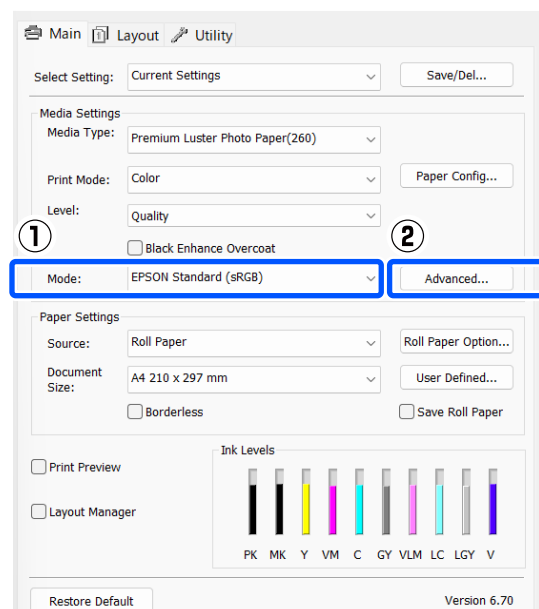 Main Layout Utility
Select Setting: Current Settings Save/Del...
Media Settings
Media Type: Premium Luster Photo Paper(260)
Print Mode: Color Paper Config...
Level: Quality
① ②
Black Enhance Overcoat
Mode: EPSON Standard (sRGB) Advanced...
Paper Settings
Source: Roll Paper Roll Paper Option...
Document
Size: A4 210 x 297 mm User Defined...
Borderless Save Roll Paper
Ink Levels
Print Preview
Layout Manager
PK MK Y VM C GY VLM LC LGY V
Restore Default Version 6.70